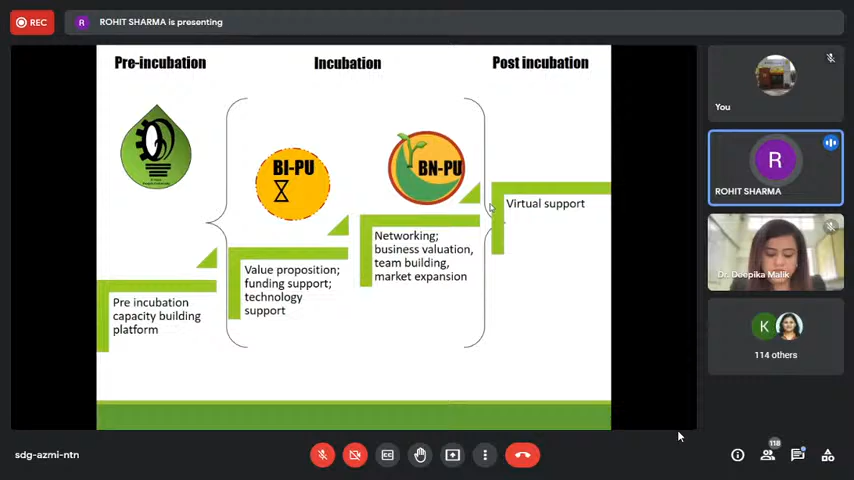 REC
R
ROHIT SHARMA is presenting
Pre-incubation
Incubation
Post incubation
BI-PU
BN-PU
Virtual support
Networking;
business valuation,
team building,
market expansion
Value proposition;
funding support;
technology
support
Pre incubation
capacity building
platform
You
R
ROHIT SHARMA
Dr. Deepika Malik
K
114 others
sdg-azmi-ntn
CC
118